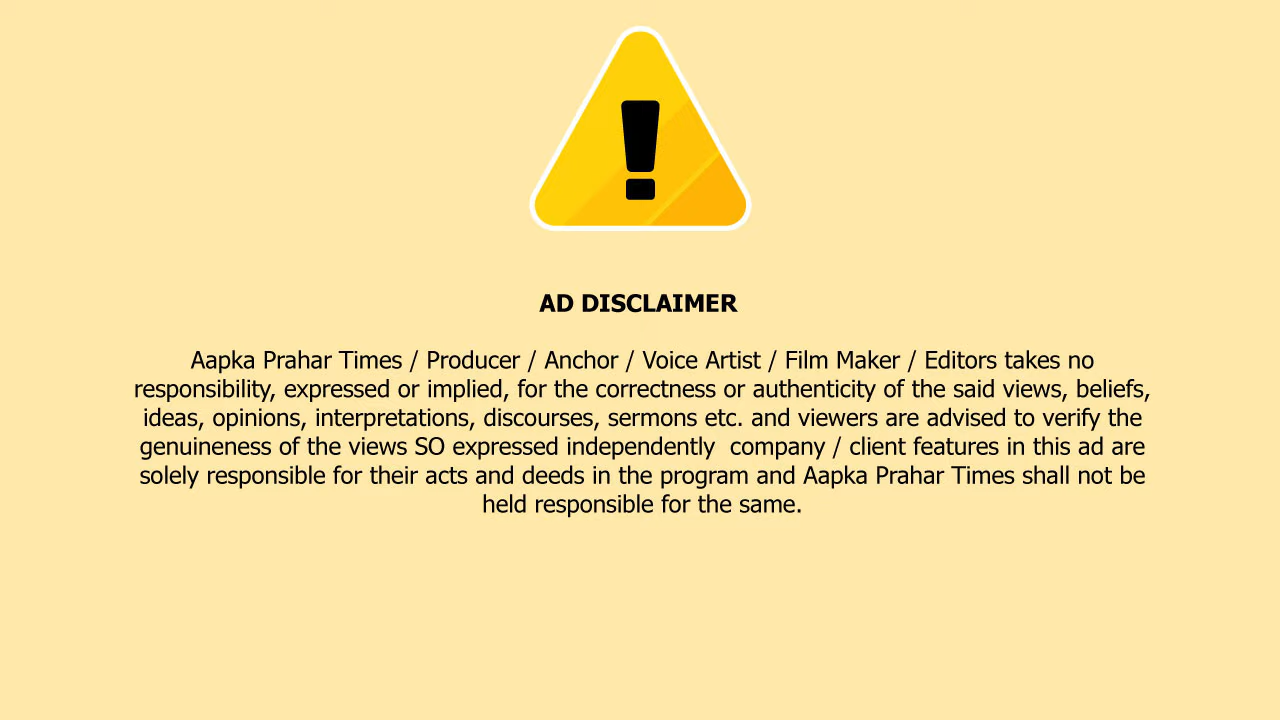 AD DISCLAIMER
Aapka Prahar Times / Producer / Anchor / Voice Artist / Film Maker / Editors takes no
responsibility, expressed or implied, for the correctness or authenticity of the said views, beliefs,
ideas, opinions, interpretations, discourses, sermons etc. and viewers are advised to verify the
genuineness of the views SO expressed independently  company / client features in this ad are
solely responsible for their acts and deeds in the program and Aapka Prahar Times shall not be
held responsible for the same.